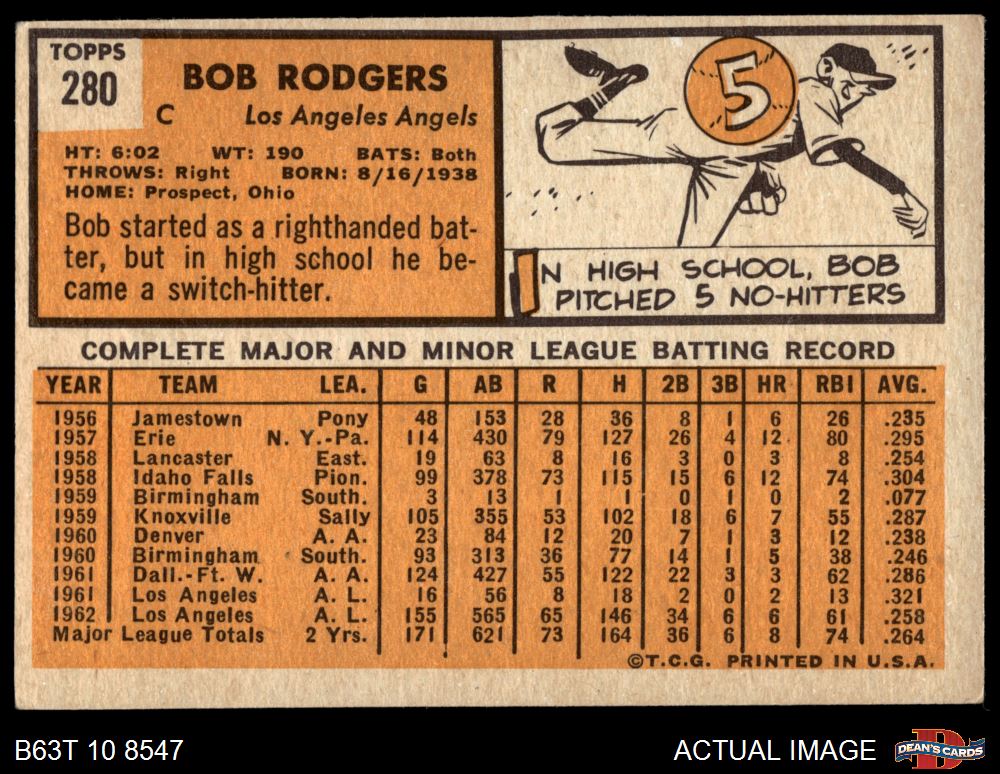 TOPPS
280
BOB RODGERS
C Los Angeles Angels
HT: 6:02 WT: 190 BATS: Both
THROWS: Right BORN: 8/16/1938
HOME: Prospect, Ohio
Bob started as a righthanded bat-
ter, but in high school he be-
came a switch-hitter.
5
IN HIGH SCHOOL, BOB
PITCHED 5 NO-HITTERS
COMPLETE MAJOR AND MINOR LEAGUE BATTING RECORD
YEAR TEAM LEA. G AB R H 2B 3B HR RBI AVG.
1956 Jamestown Pony 48 153 28 36 8 1 6 26 .235
1957 Erie N. Y.-Pa. 114 430 79 127 26 4 12 80 .295
1958 Lancaster East. 19 63 8 16 3 0 3 8 .254
1958 Idaho Falls Pion. 99 378 73 115 15 6 12 74 .304
1959 Birmingham South. 3 13 1 1 0 1 0 2 .077
1959 Knoxville Sally 105 355 53 102 18 6 7 55 .287
1960 Denver A. A. 23 84 12 20 7 1 3 12 .238
1960 Birmingham South. 93 313 36 77 14 1 5 38 .246
1961 Dall.-Ft. W. A. A. 124 427 55 122 22 3 3 62 .286
1961 Los Angeles A. L. 16 56 8 18 2 0 2 13 .321
1962 Los Angeles A. L. 155 565 65 146 34 6 6 61 .258
Major League Totals 2 Yrs. 171 621 73 164 36 6 8 74 .264
©T.C.G. PRINTED IN U.S.A.
B63T 10 8547 ACTUAL IMAGE DEAN'S CARDS